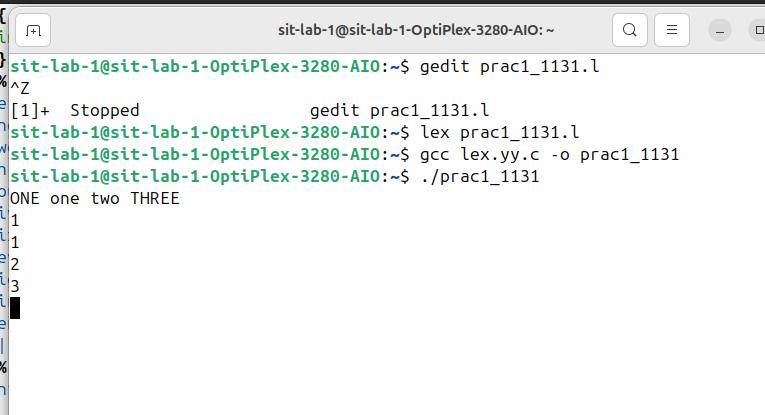 sit-lab-1@sit-lab-1-OptiPlex-3280-AIO: ~
sit-lab-1@sit-lab-1-OptiPlex-3280-AIO:~$ gedit prac1_1131.l
^Z
[1]+  Stopped                 gedit prac1_1131.l
sit-lab-1@sit-lab-1-OptiPlex-3280-AIO:~$ lex prac1_1131.l
sit-lab-1@sit-lab-1-OptiPlex-3280-AIO:~$ gcc lex.yy.c -o prac1_1131
sit-lab-1@sit-lab-1-OptiPlex-3280-AIO:~$ ./prac1_1131
ONE one two THREE
1
1
2
3